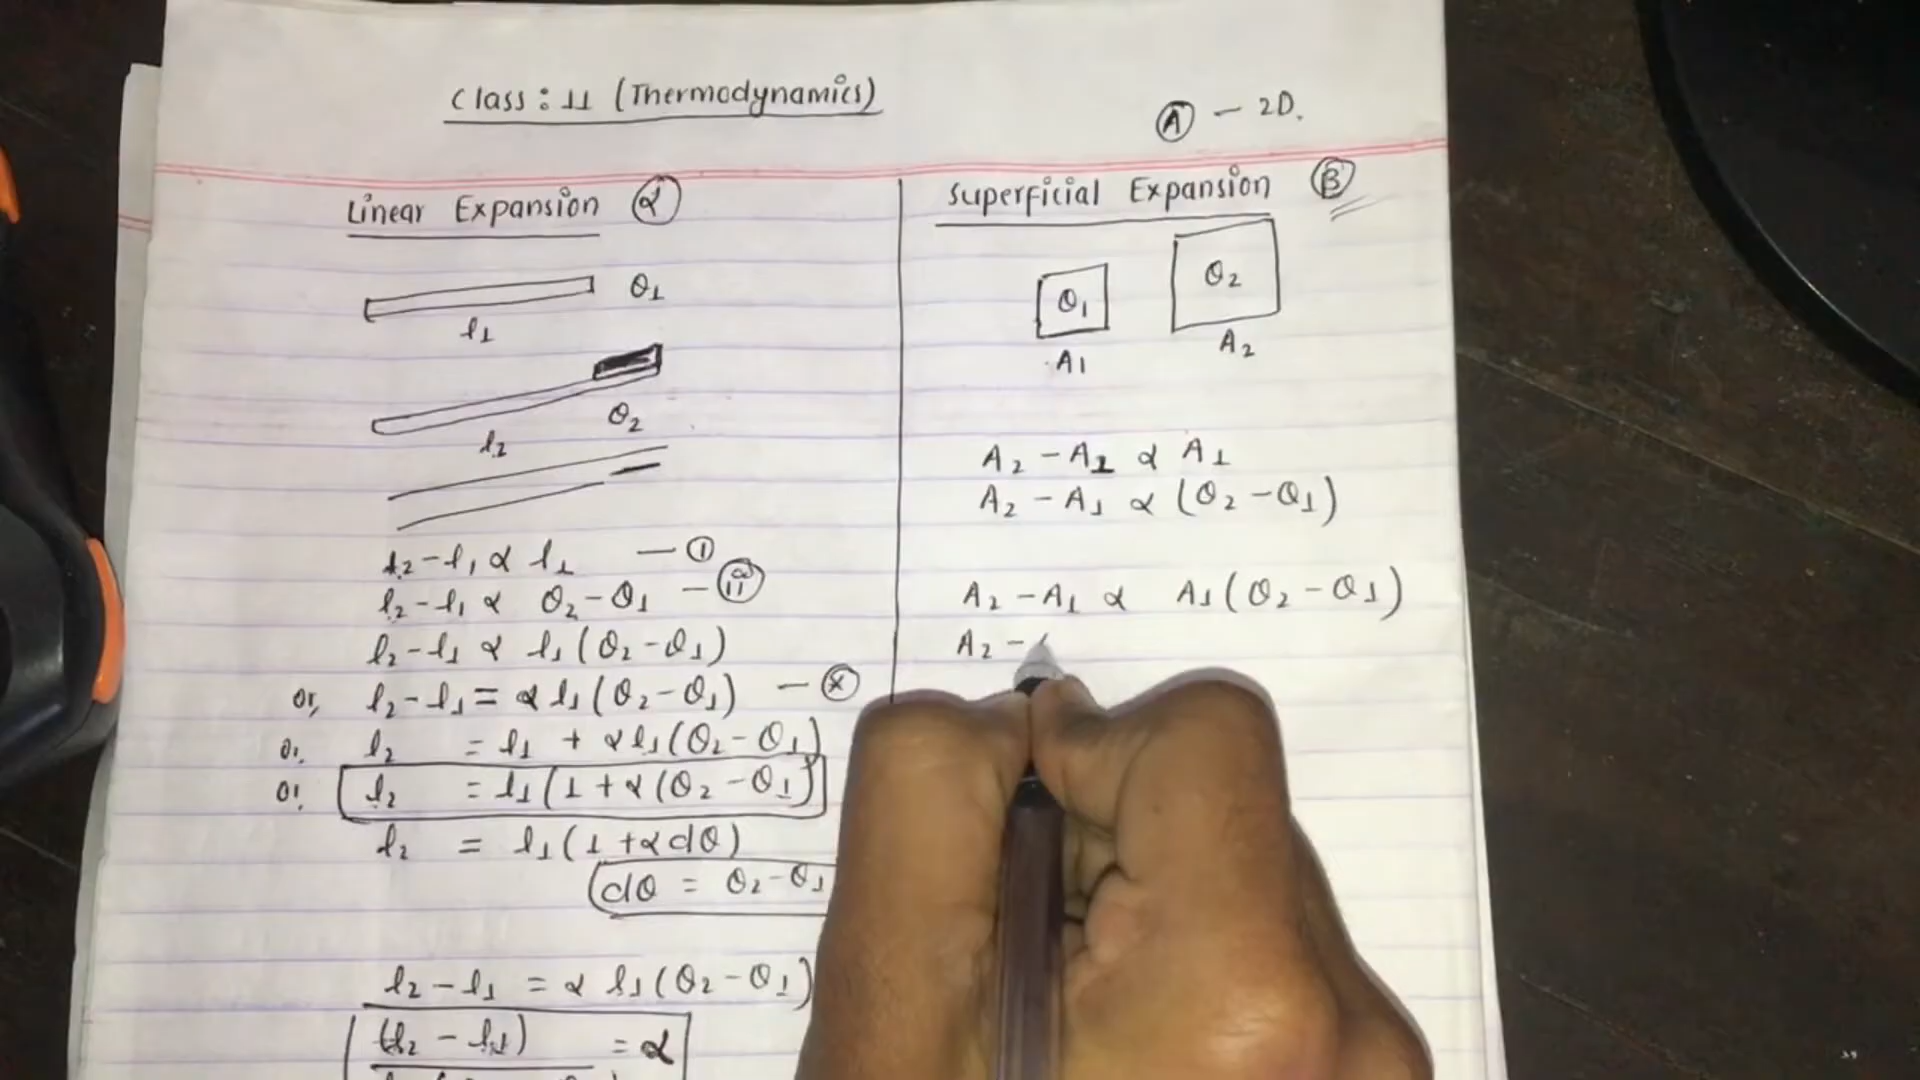 Class: 11 (Thermodynamics)
A - 2D.
Linear Expansion α
θ1
l1
θ2
l2
l2 - l1 α l1 — (i)
l2 - l1 α θ2 - θ1 — (ii)
l2 - l1 α l1 (θ2 - θ1)
or, l2 - l1 = α l1 (θ2 - θ1) — (*)
or, l2 = l1 + α l1 (θ2 - θ1)
or, l2 = l1 (1 + α (θ2 - θ1)
l2 = l1 (1 + α dθ)
dθ = θ2 - θ1
l2 - l1 = α l1 (θ2 - θ1)
(l2 - l1) = α
Superficial Expansion β
θ1
θ2
A1
A2
A2 - A1 α A1
A2 - A1 α (θ2 - θ1)
A2 - A1 α A1 (θ2 - θ1)
A2 -